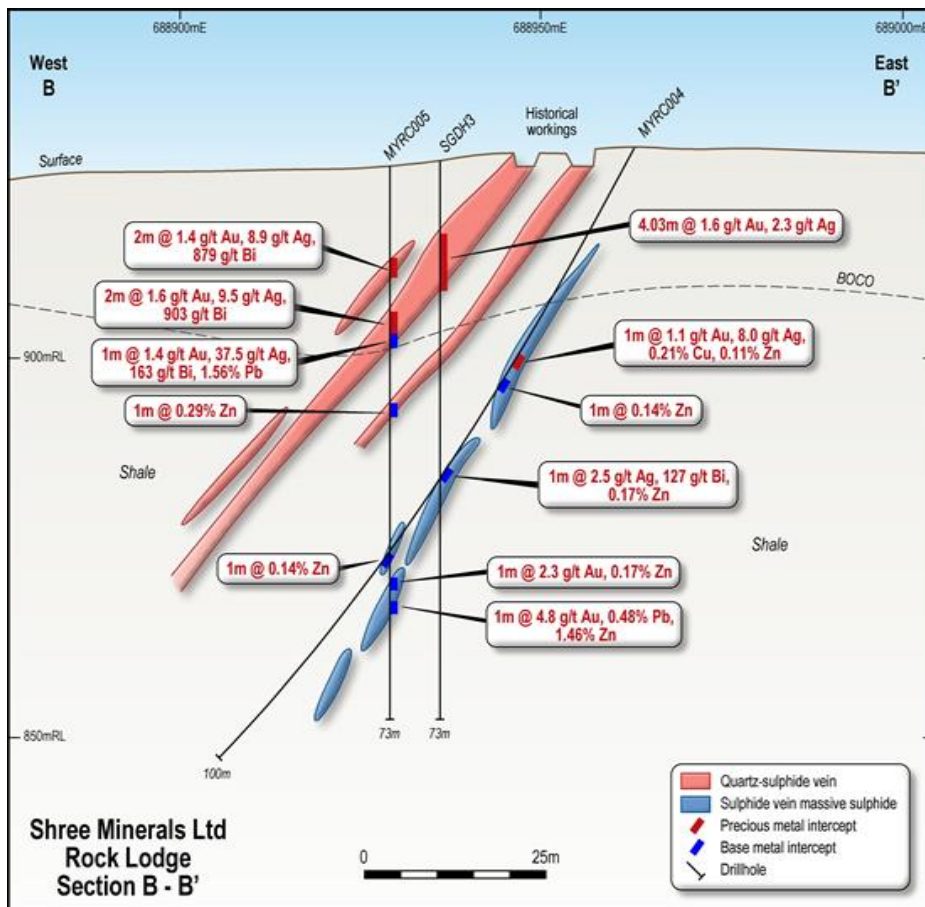 688900mE
688950mE
689000mE
West
B
East
B'
MYRC005
SGDH3
Historical
workings
MYRC004
Surface
2m @ 1.4 g/t Au, 8.9 g/t Ag,
879 g/t Bi
4.03m @ 1.6 g/t Au, 2.3 g/t Ag
BOCO
2m @ 1.6 g/t Au, 9.5 g/t Ag,
903 g/t Bi
900mRL
1m @ 1.4 g/t Au, 37.5 g/t Ag,
163 g/t Bi, 1.56% Pb
1m @ 1.1 g/t Au, 8.0 g/t Ag,
0.21% Cu, 0.11% Zn
1m @ 0.29% Zn
1m @ 0.14% Zn
Shale
1m @ 2.5 g/t Ag, 127 g/t Bi,
0.17% Zn
Shale
1m @ 0.14% Zn
1m @ 2.3 g/t Au, 0.17% Zn
1m @ 4.8 g/t Au, 0.48% Pb,
1.46% Zn
850mRL
73m
73m
100m
Shree Minerals Ltd
Rock Lodge
Section B - B'
0
25m
Quartz-sulphide vein
Sulphide vein massive sulphide
Precious metal intercept
Base metal intercept
Drillhole